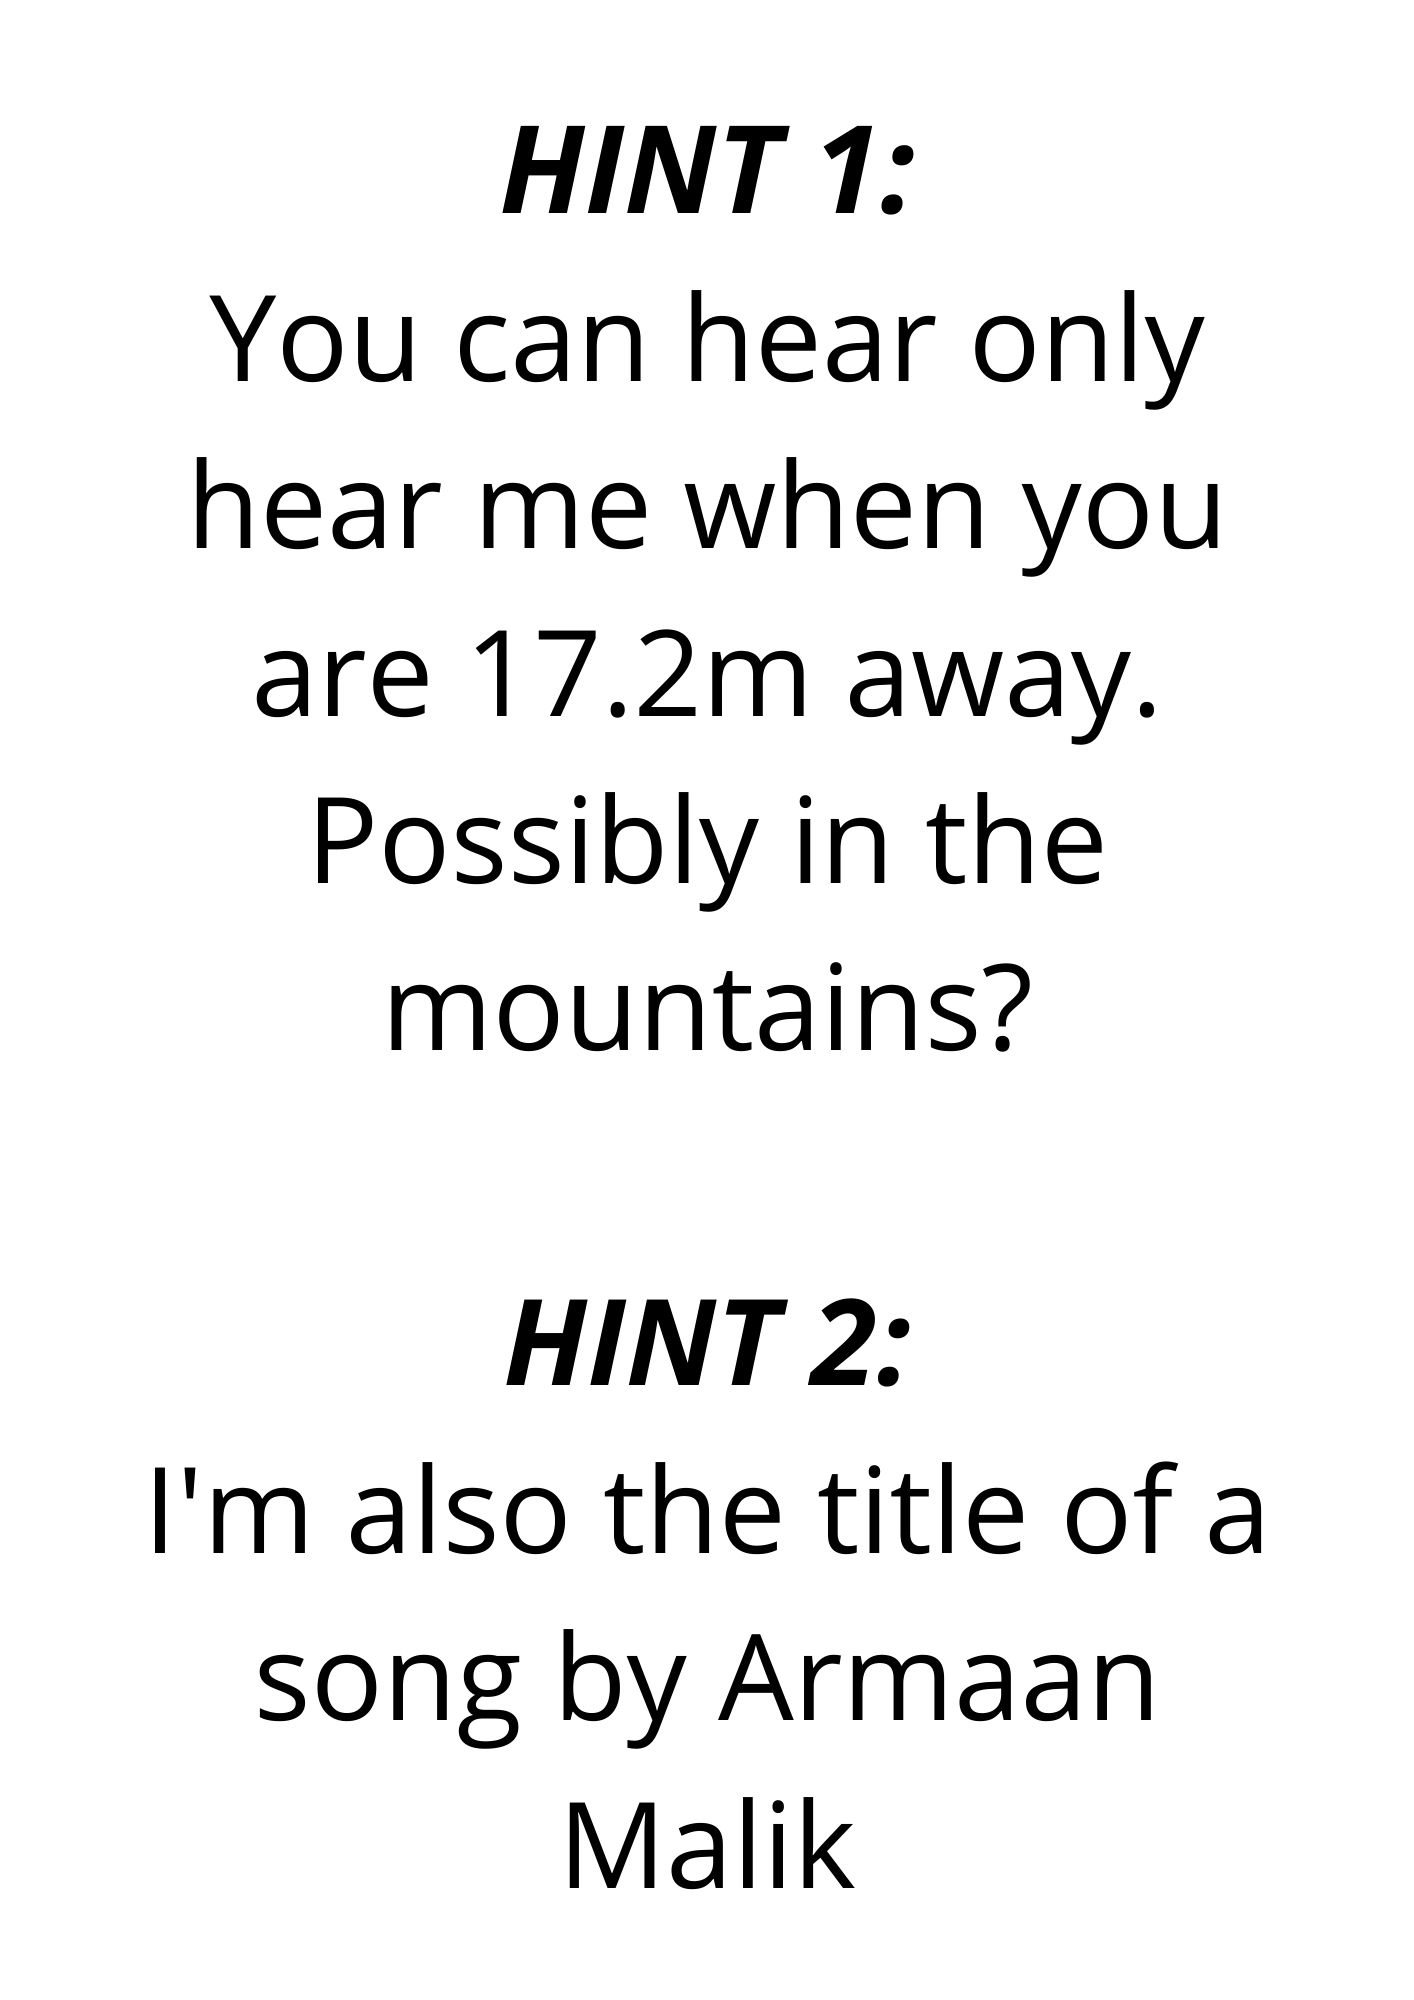 HINT 1:
You can hear only
hear me when you
are 17.2m away.
Possibly in the
mountains?
HINT 2:
I'm also the title of a
song by Armaan
Malik